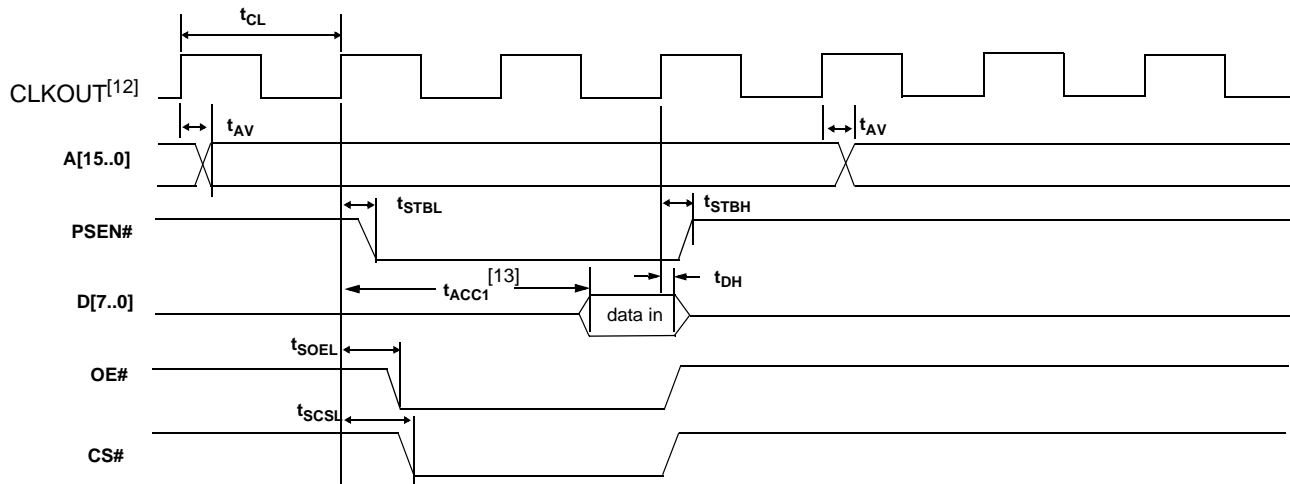 tCL
CLKOUT[12]
tAV
tAV
A[15..0]
tSTBL
tSTBH
PSEN#
[13]
tACC1
tDH
D[7..0]
data in
tSOEL
OE#
tSCSL
CS#